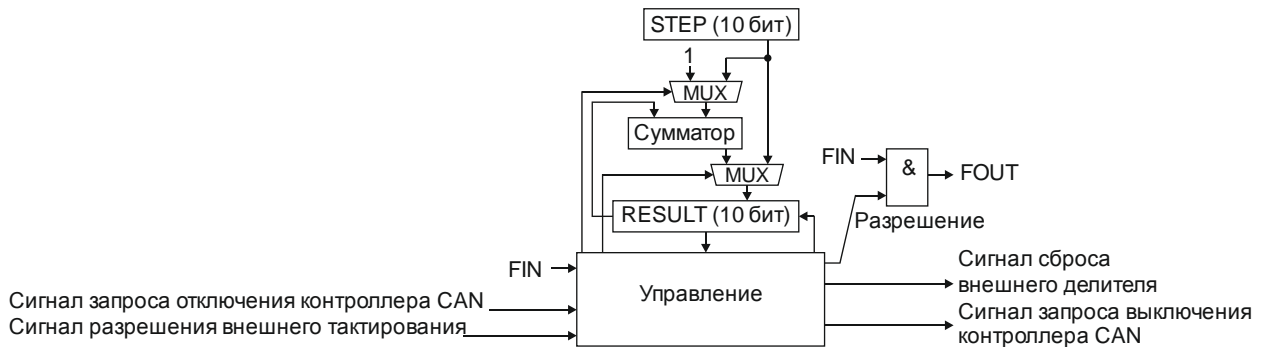 STEP (10 бит)
1
MUX
Сумматор
MUX
RESULT (10 бит)
FIN
&
FOUT
Разрешение
FIN
Управление
Сигнал сброса
внешнего делителя
Сигнал запроса отключения контроллера CAN
Сигнал разрешения внешнего тактирования
Сигнал запроса выключения
контроллера CAN